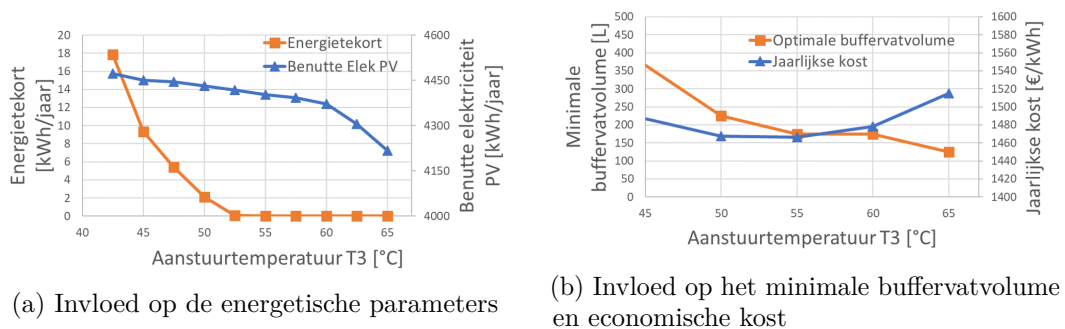 20
18
16
14
12
10
8
6
4
2
0
Energietekort
[kWh/jaar]
Energietekort
Benutte Elek PV
4600
4450
4300
4150
4000
Benutte elektriciteit
PV [kWh/jaar]
40 45 50 55 60 65
Aanstuurtemperatuur T3 [°C]
(a) Invloed op de energetische parameters
500
450
400
350
300
250
200
150
100
50
0
Minimale
buffervatvolume [L]
Optimale buffervatvolume
Jaarlijkse kost
1600
1580
1560
1540
1520
1500
1480
1460
1440
1420
1400
Jaarlijkse kost [€/kWh]
45 50 55 60 65
Aanstuurtemperatuur T3 [°C]
(b) Invloed op het minimale buffervatvolume
en economische kost